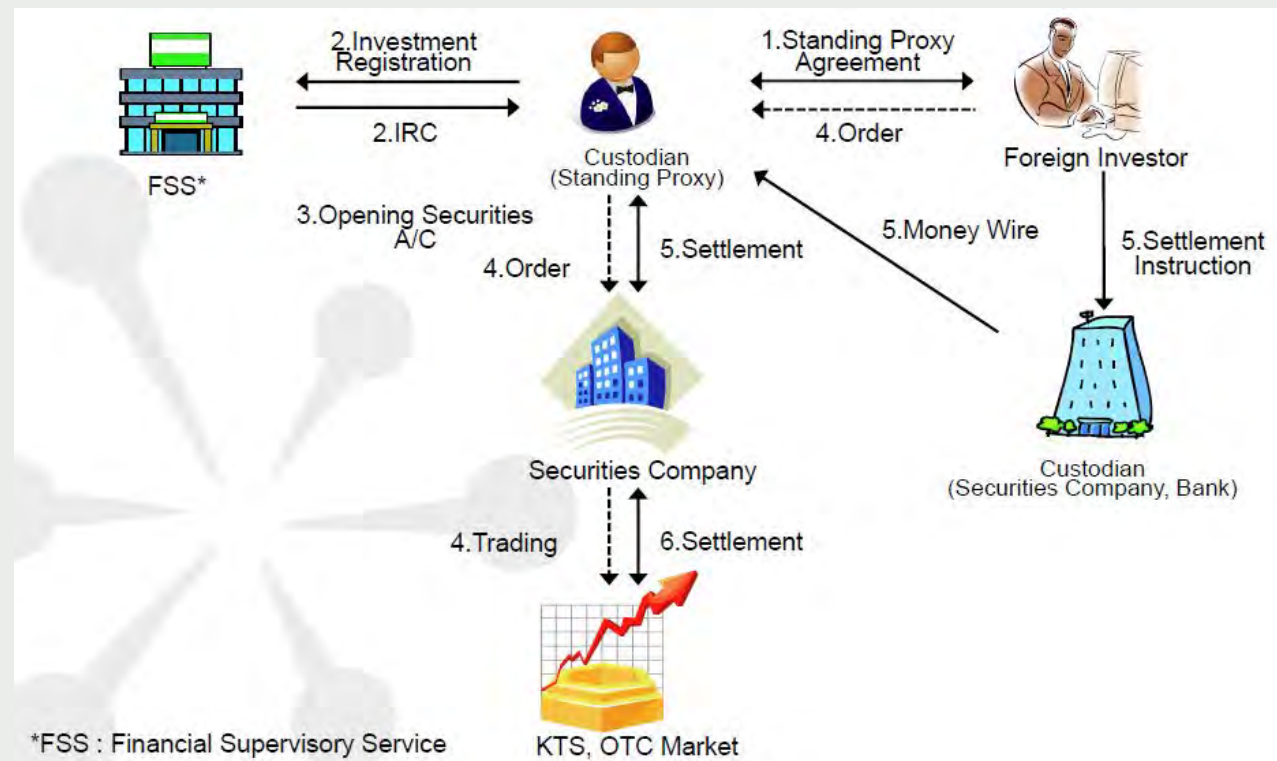 2.Investment
Registration
2.IRC
FSS*
1.Standing Proxy
Agreement
4.Order
Custodian
(Standing Proxy)
Foreign Investor
3.Opening Securities
A/C
4.Order
5.Settlement
5.Money Wire
5.Settlement
Instruction
Securities Company
Custodian
(Securities Company, Bank)
4.Trading
6.Settlement
*FSS : Financial Supervisory Service
KTS, OTC Market